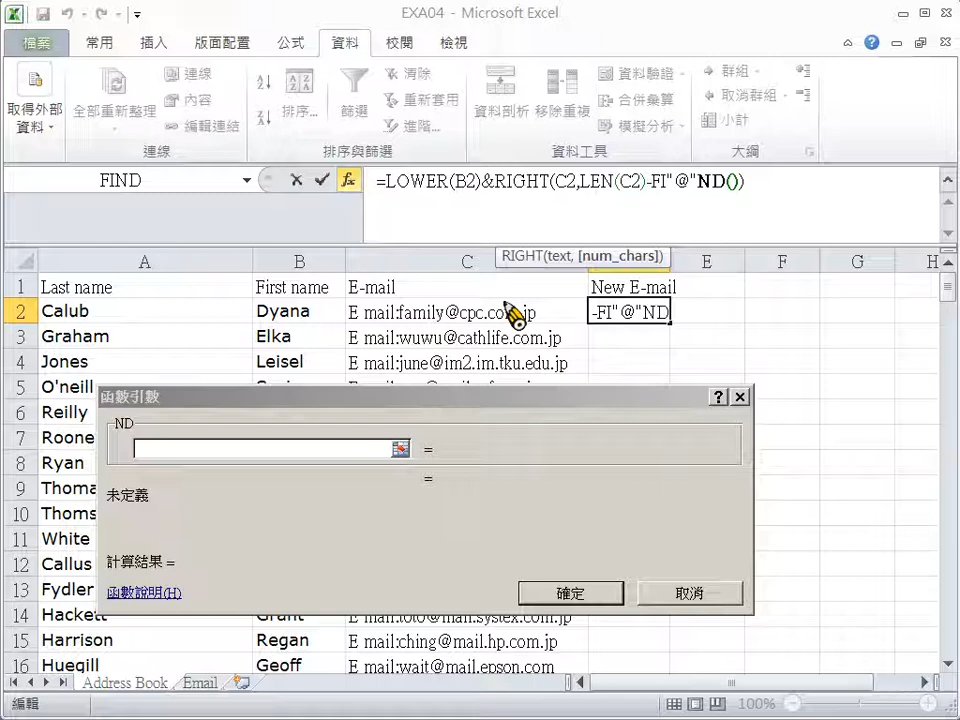 EXA04 - Microsoft Excel
檔案 常用 插入 版面配置 公式 資料 校閱 檢視
取得外部
資料
全部重新整理
連線
內容
編輯連結
連線
排序...
篩選
清除
重新套用
進階...
排序與篩選
資料剖析
移除重複
資料驗證
合併彙算
模擬分析
資料工具
群組
取消群組
小計
大綱
FIND
=LOWER(B2)&RIGHT(C2,LEN(C2)-FI"@"ND())
RIGHT(text, [num_chars])
A B C E F G H
1 Last name First name E-mail New E-mail
2 Calub Dyana E mail:family@cpc.com.jp -FI"@"ND
3 Graham Elka E mail:wuwu@cathlife.com.jp
4 Jones Leisel E mail:june@im2.im.tku.edu.jp
5 O'neill
6 Reilly
7 Roone
8 Ryan
9 Thoma
10 Thoms
11 White
12 Callus
13 Fydler
14 Hackett Grant E mail:toto@mail.systex.com.jp
15 Harrison Regan E mail:ching@mail.hp.com.jp
16 Huegill Geoff E mail:wait@mail.epson.com
函數引數
ND
=
=
未定義
計算結果 =
函數說明(H)
確定 取消
Address Book Email
編輯 100%